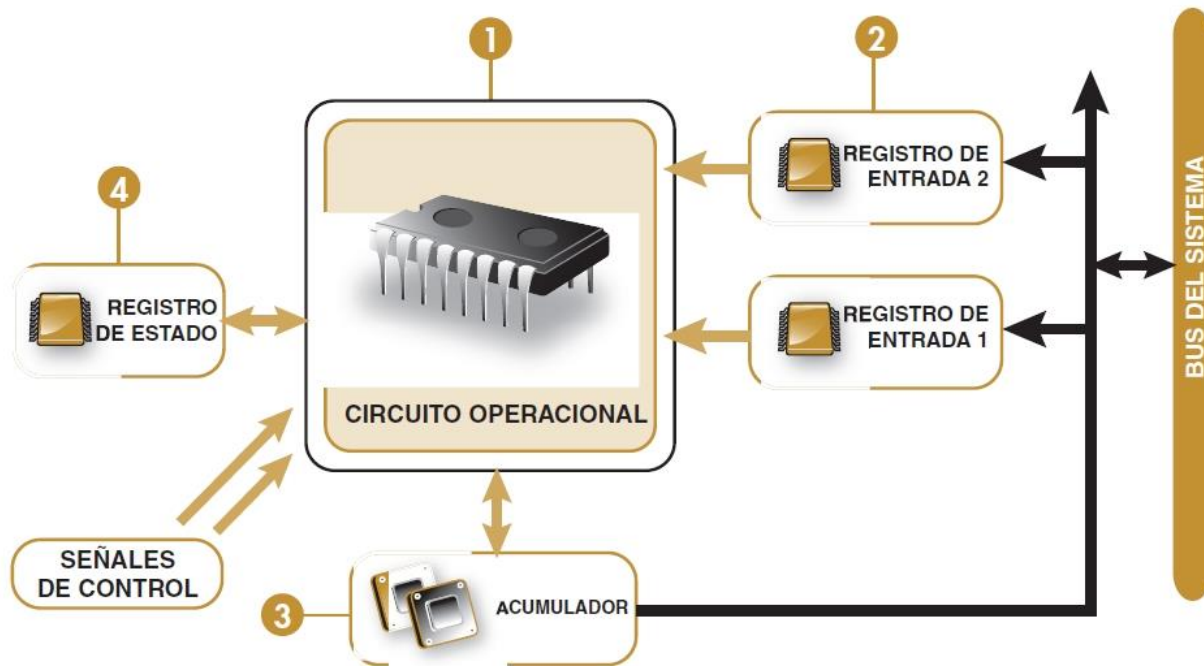 1
2
REGISTRO DE
ENTRADA 2
4
REGISTRO
DE ESTADO
REGISTRO DE
ENTRADA 1
BUS DEL SISTEMA
CIRCUITO OPERACIONAL
SEÑALES
DE CONTROL
3
ACUMULADOR